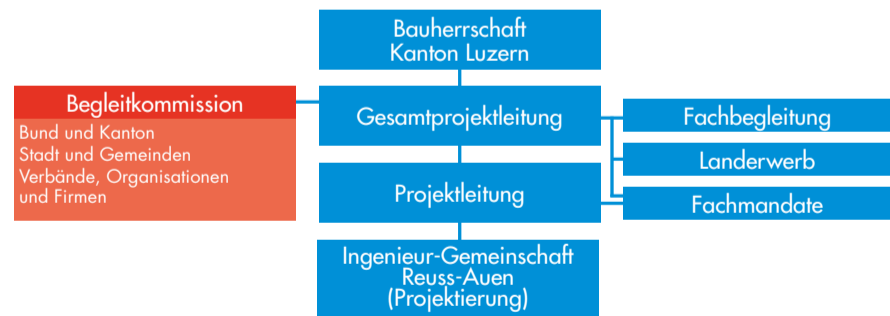 Bauherrschaft
Kanton Luzern
Begleitkommission
Bund und Kanton
Stadt und Gemeinden
Verbände, Organisationen
und Firmen
Gesamtprojektleitung
Fachbegleitung
Landerwerb
Projektleitung
Fachmandate
Ingenieur-Gemeinschaft
Reuss-Auen
(Projektierung)